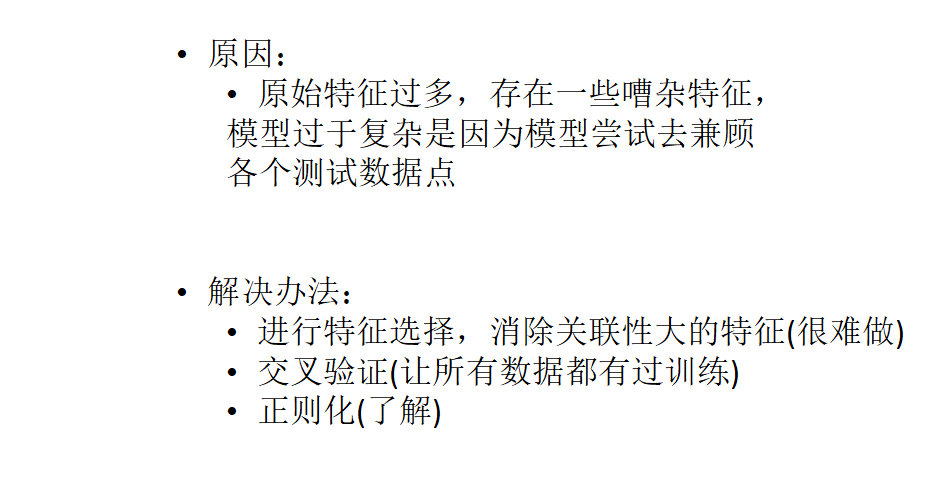 • 原因：
• 原始特征过多，存在一些嘈杂特征，
模型过于复杂是因为模型尝试去兼顾
各个测试数据点
• 解决办法：
• 进行特征选择，消除关联性大的特征(很难做)
• 交叉验证(让所有数据都有过训练)
• 正则化(了解)